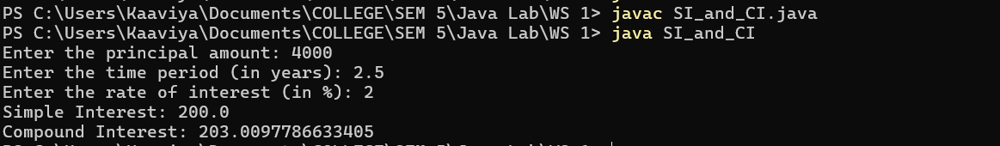 PS C:\Users\Kaaviya\Documents\COLLEGE\SEM 5\Java Lab\WS 1> javac SI_and_CI.java
PS C:\Users\Kaaviya\Documents\COLLEGE\SEM 5\Java Lab\WS 1> java SI_and_CI
Enter the principal amount: 4000
Enter the time period (in years): 2.5
Enter the rate of interest (in %): 2
Simple Interest: 200.0
Compound Interest: 203.0097786633405